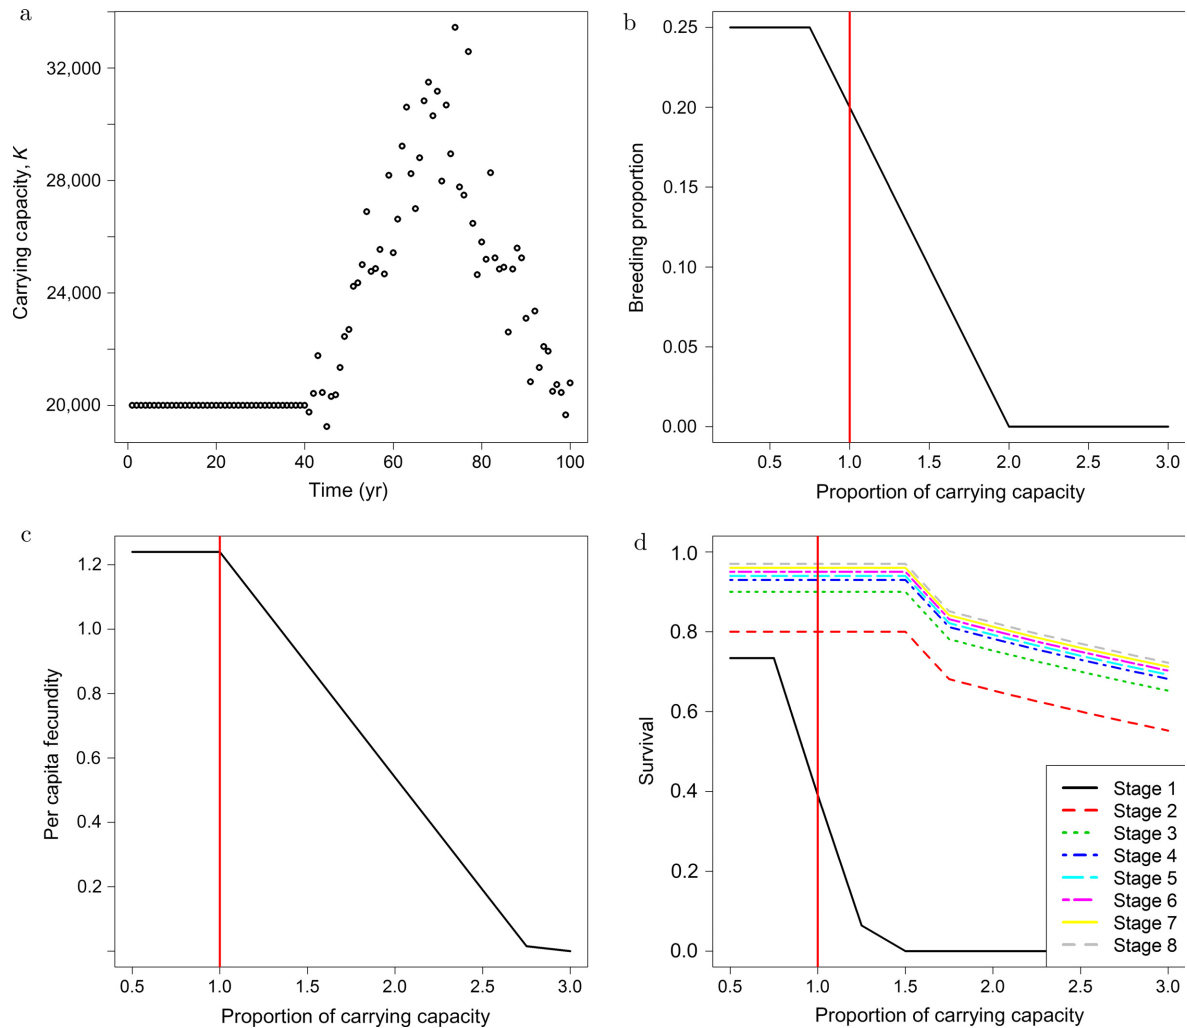 a
32,000
28,000
24,000
20,000
Carrying capacity, K
0
20
40
60
80
100
Time (yr)
b
0.25
0.20
0.15
0.10
0.05
0.00
Breeding proportion
0.5
1.0
1.5
2.0
2.5
3.0
Proportion of carrying capacity
c
1.2
1.0
0.8
0.6
0.4
0.2
Per capita fecundity
0.5
1.0
1.5
2.0
2.5
3.0
Proportion of carrying capacity
d
1.0
0.8
0.6
0.4
0.2
0.0
Survival
0.5
1.0
1.5
2.0
2.5
3.0
Proportion of carrying capacity
Stage 1
Stage 2
Stage 3
Stage 4
Stage 5
Stage 6
Stage 7
Stage 8